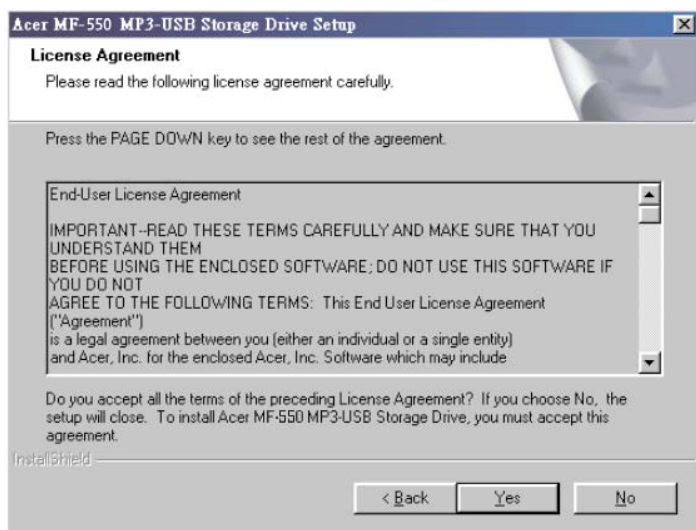 Acer MF-550 MP3-USB Storage Drive Setup
License Agreement
Please read the following license agreement carefully.
Press the PAGE DOWN key to see the rest of the agreement.
End-User License Agreement
IMPORTANT--READ THESE TERMS CAREFULLY AND MAKE SURE THAT YOU
UNDERSTAND THEM
BEFORE USING THE ENCLOSED SOFTWARE; DO NOT USE THIS SOFTWARE IF
YOU DO NOT
AGREE TO THE FOLLOWING TERMS: This End User License Agreement
("Agreement")
is a legal agreement between you (either an individual or a single entity)
and Acer, Inc. for the enclosed Acer, Inc. Software which may include
Do you accept all the terms of the preceding License Agreement? If you choose No, the
setup will close. To install Acer MF-550 MP3-USB Storage Drive, you must accept this
agreement.
InstallShield
< Back
Yes
No